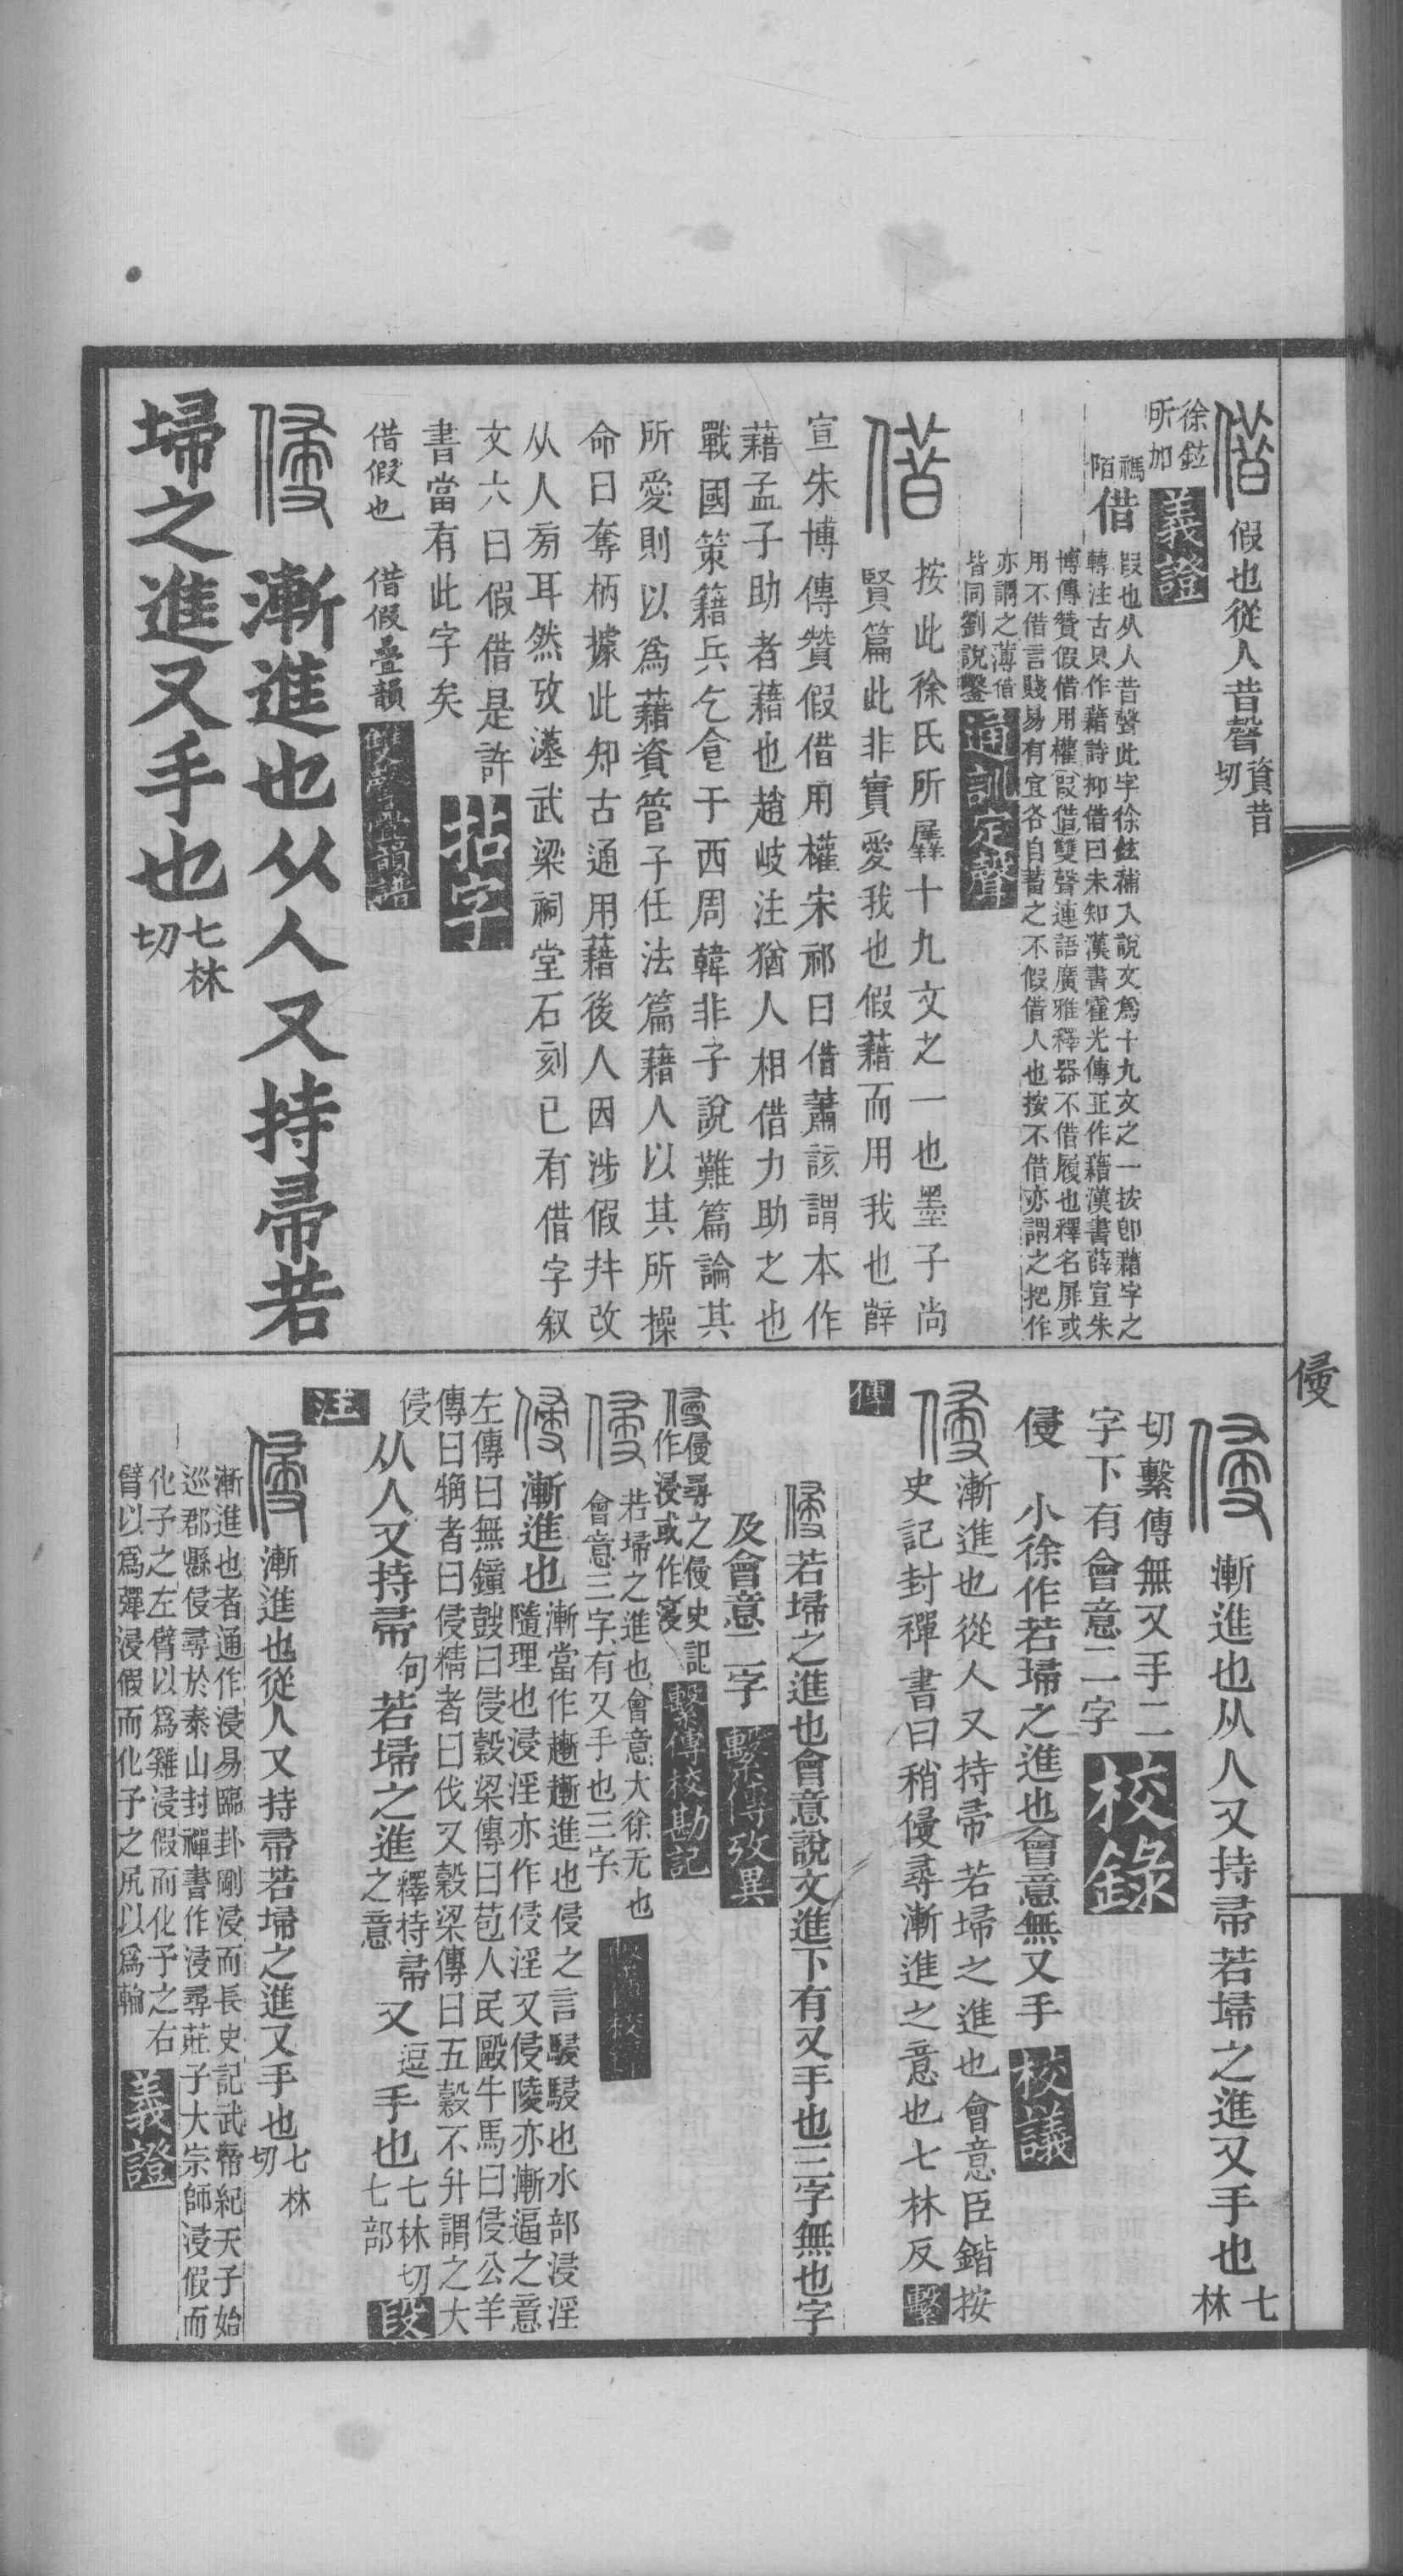 借 假也從人昔聲資昔切
徐鉉所加 義證
禡陌 借 叚也从人昔聲此字徐鉉補入說文爲十九文之一按卽藉字之
轉注古只作藉詩抑借曰未知漢書霍光傳正作藉漢書薛宣朱
博傳贊假借用權叚借雙聲連語廣雅釋器不借履也釋名屝或
用不借言賤易有宜各自蓄之不假借人也按不借亦謂之把作
亦謂之薄借
皆同劉說鑿 通訓定聲
借 按此徐氏所屬十九文之一也墨子尚
賢篇此非實愛我也假藉而用我也薛
宣朱博傳贊假借用權宋祁曰借蕭該謂本作
藉孟子助者藉也趙岐注猶人相借力助之也
戰國策籍兵乞食于西周韓非子說難篇論其
所愛則以爲藉資管子任法篇藉人以其所操
命曰奪柄據此知古通用藉後人因涉假幷改
从人㫄耳然攷漢武梁祠堂石刻已有借字叙
文六曰假借是許
書當有此字矣 拈字
借假也 借假疊韻 雙聲疊韻譜
侵 漸進也从人又持帚若
埽之進又手也七林切
侵
侵 漸進也从人又持帚若埽之進又手也七林
切繫傳無又手二
字下有會意二字 校錄
侵 小徐作若埽之進也會意無又手 校議
侵 漸進也從人又持帚若埽之進也會意臣鍇按
史記封禪書曰稍侵尋漸進之意也七林反 繫
傳
侵 若埽之進也會意說文進下有又手也三字無也字
及會意二字 繫傳攷異
侵 侵尋之侵史記
作浸或作寖 繫傳校勘記
侵 若埽之進也會意大徐无也
會意三字有又手也三字
侵 漸進也漸當作趰趰進也侵之言駸駸也水部浸淫
隨理也浸淫亦作侵淫又侵陵亦漸逼之意
左傳曰無鐘鼓曰侵穀梁傳曰苞人民毆牛馬曰侵公羊
傳曰觕者曰侵精者曰伐又穀梁傳曰五穀不升謂之大
侵 从人又持帚句若埽之進釋持帚之意又逗手也七林切七部 段
注
侵 漸進也從人又持帚若埽之進又手也七林切
漸進也者通作浸易臨卦剛浸而長史記武帝紀天子始
巡郡縣侵尋於泰山封禪書作浸尋莊子大宗師浸假而
化予之左臂以爲雞浸假而化予之右
臂以爲彈浸假而化予之尻以爲輪 義證